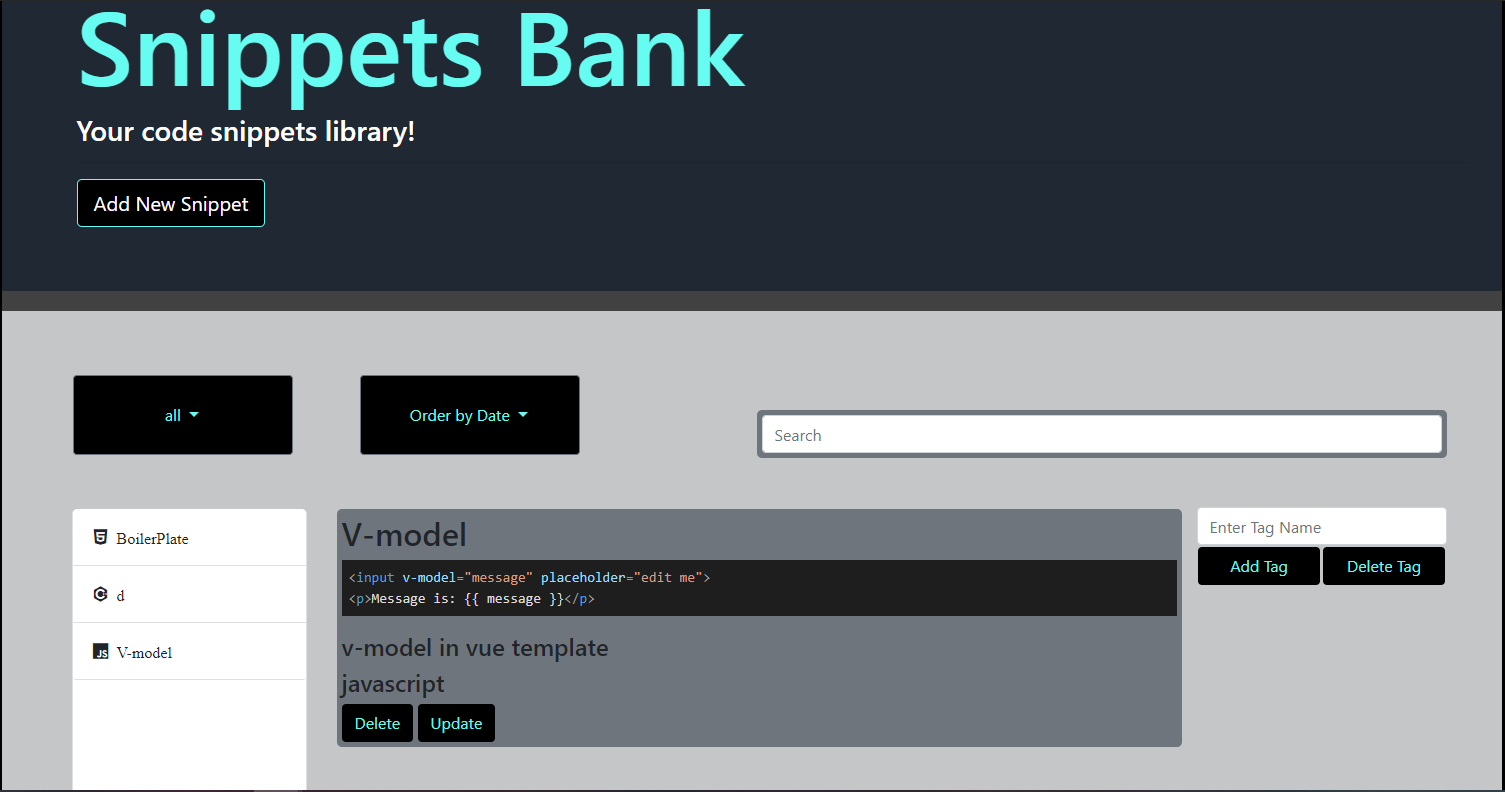 Snippets Bank
Your code snippets library!
Add New Snippet
all
Order by Date
Search
BoilerPlate
d
JS V-model
V-model
<input v-model="message" placeholder="edit me">
<p>Message is: {{ message }}</p>
v-model in vue template
javascript
Delete Update
Enter Tag Name
Add Tag Delete Tag